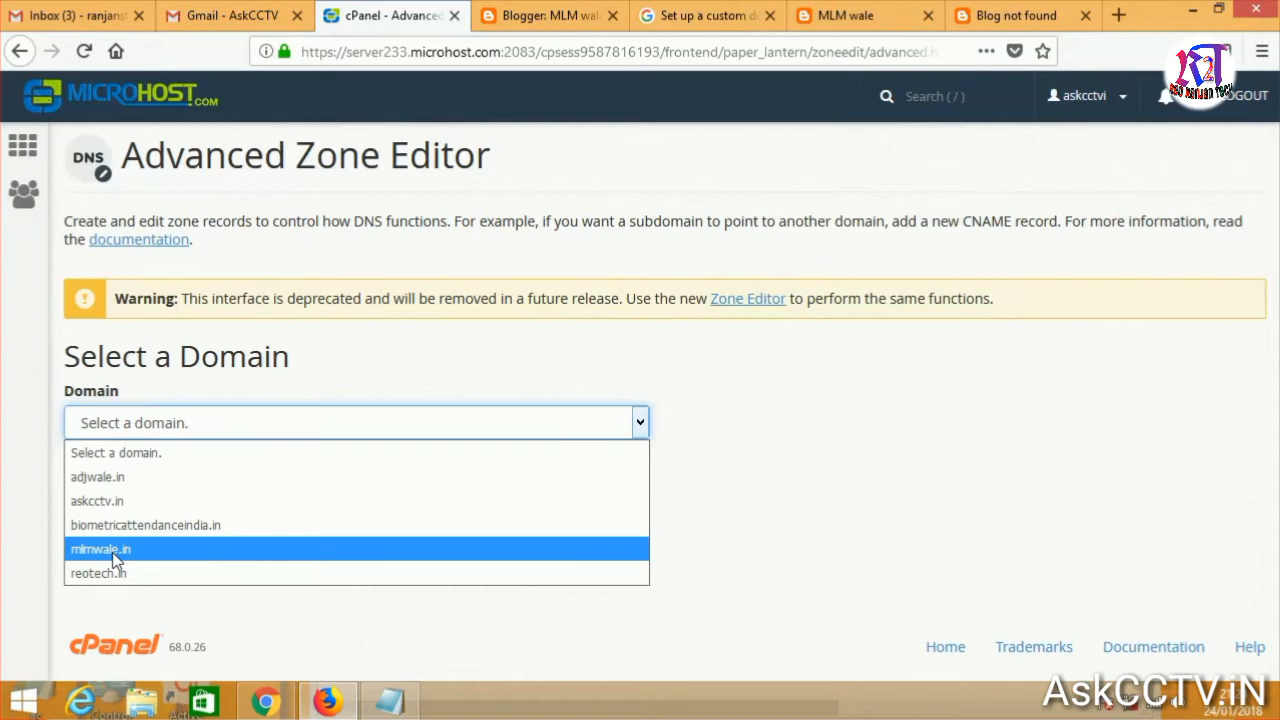 Inbox (3) - ranjans
Gmail - AskCCTV
cPanel - Advanced
Blogger: MLM wal
Set up a custom d
MLM wale
Blog not found
https://server233.microhost.com:2083/cpsess9587816193/frontend/paper_lantern/zoneedit/advanced.h
MICROHOST.COM
Search ( / )
askcctvi
LOGOUT
DNS
Advanced Zone Editor
Create and edit zone records to control how DNS functions. For example, if you want a subdomain to point to another domain, add a new CNAME record. For more information, read
the documentation.
Warning: This interface is deprecated and will be removed in a future release. Use the new Zone Editor to perform the same functions.
Select a Domain
Domain
Select a domain.
Select a domain.
adjwale.in
askcctv.in
biometricattendanceindia.in
mlmwale.in
reotech.in
cPanel 68.0.26
Home
Trademarks
Documentation
Help
AskCCTV.iN
24/01/2018